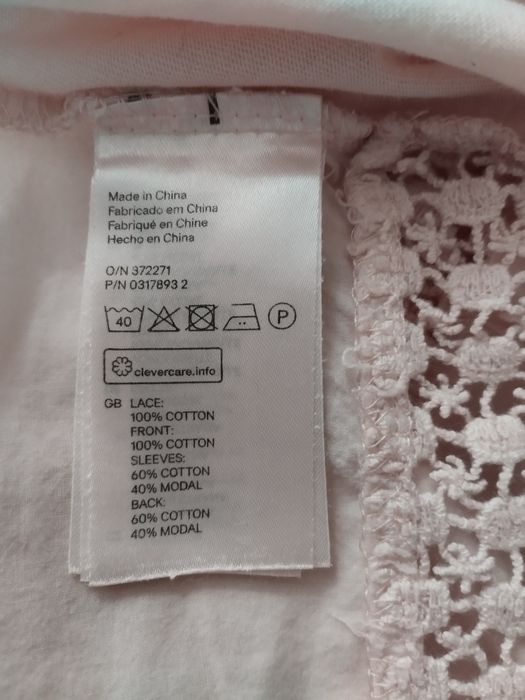 Made in China
Fabricado em China
Fabriqué en Chine
Hecho en China
O/N 372271
P/N 0317893 2
40 P
clevercare.info
GB LACE:
100% COTTON
FRONT:
100% COTTON
SLEEVES:
60% COTTON
40% MODAL
BACK:
60% COTTON
40% MODAL